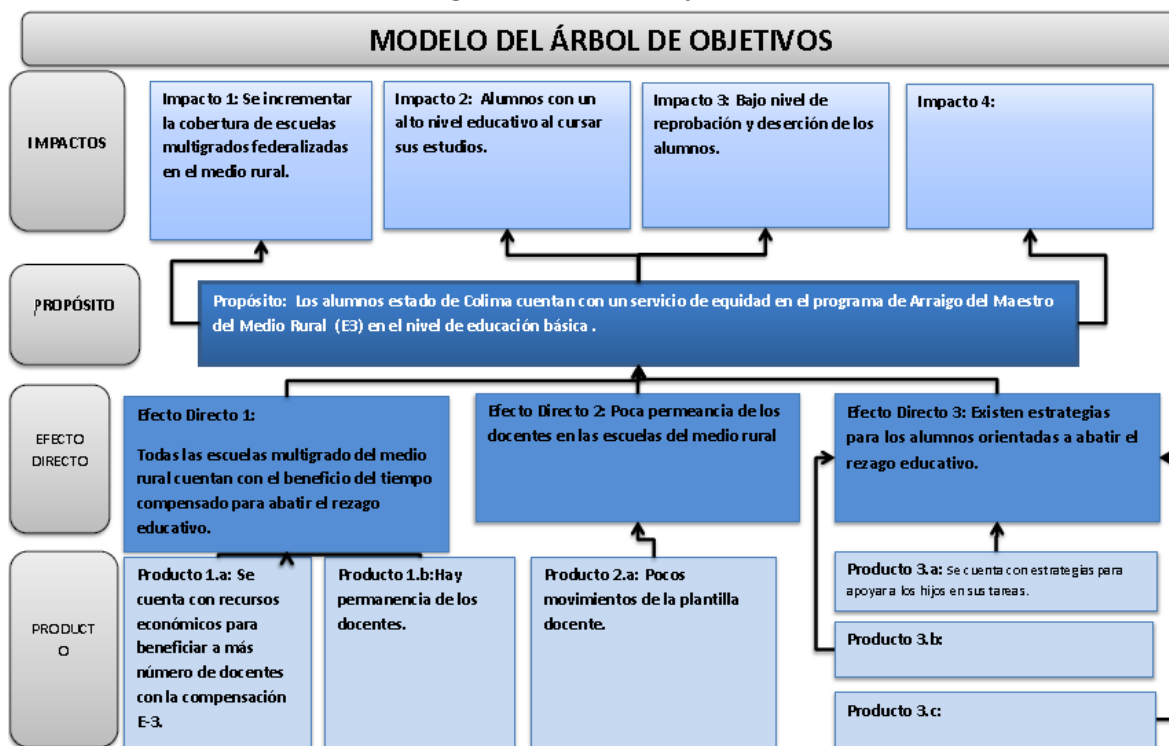 MODELO DEL ÁRBOL DE OBJETIVOS
IMPACTOS
Impacto 1: Se incrementar
la cobertura de escuelas
multigrados federalizadas
en el medio rural.
Impacto 2: Alumnos con un
alto nivel educativo al cursar
sus estudios.
Impacto 3: Bajo nivel de
reprobación y deserción de los
alumnos.
Impacto 4:
PROPÓSITO
Propósito: Los alumnos estado de Colima cuentan con un servicio de equidad en el programa de Arraigo del Maestro
del Medio Rural (E3) en el nivel de educación básica .
EFECTO
DIRECTO
Efecto Directo 1:
Todas las escuelas multigrado del medio
rural cuentan con el beneficio del tiempo
compensado para abatir el rezago
educativo.
Efecto Directo 2: Poca permeancia de los
docentes en las escuelas del medio rural
Efecto Directo 3: Existen estrategias
para los alumnos orientadas a abatir el
rezago educativo.
PRODUCT
O
Producto 1.a: Se
cuenta con recursos
económicos para
beneficiar a más
número de docentes
con la compensación
E-3.
Producto 1.b:Hay
permanencia de los
docentes.
Producto 2.a: Pocos
movimientos de la plantilla
docente.
Producto 3.a: Se cuenta con estrategias para
apoyar a los hijos en sus tareas.
Producto 3.b:
Producto 3.c: